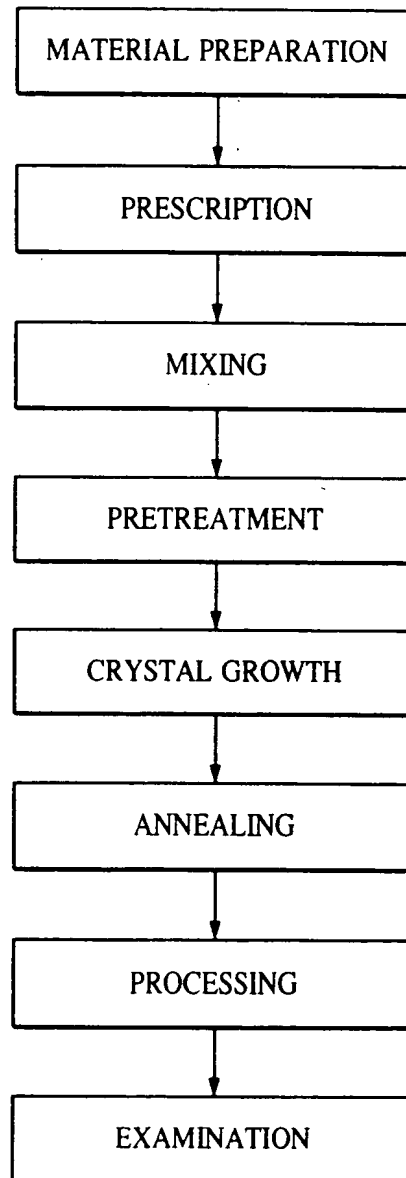 MATERIAL PREPARATION
PRESCRIPTION
MIXING
PRETREATMENT
CRYSTAL GROWTH
ANNEALING
PROCESSING
EXAMINATION